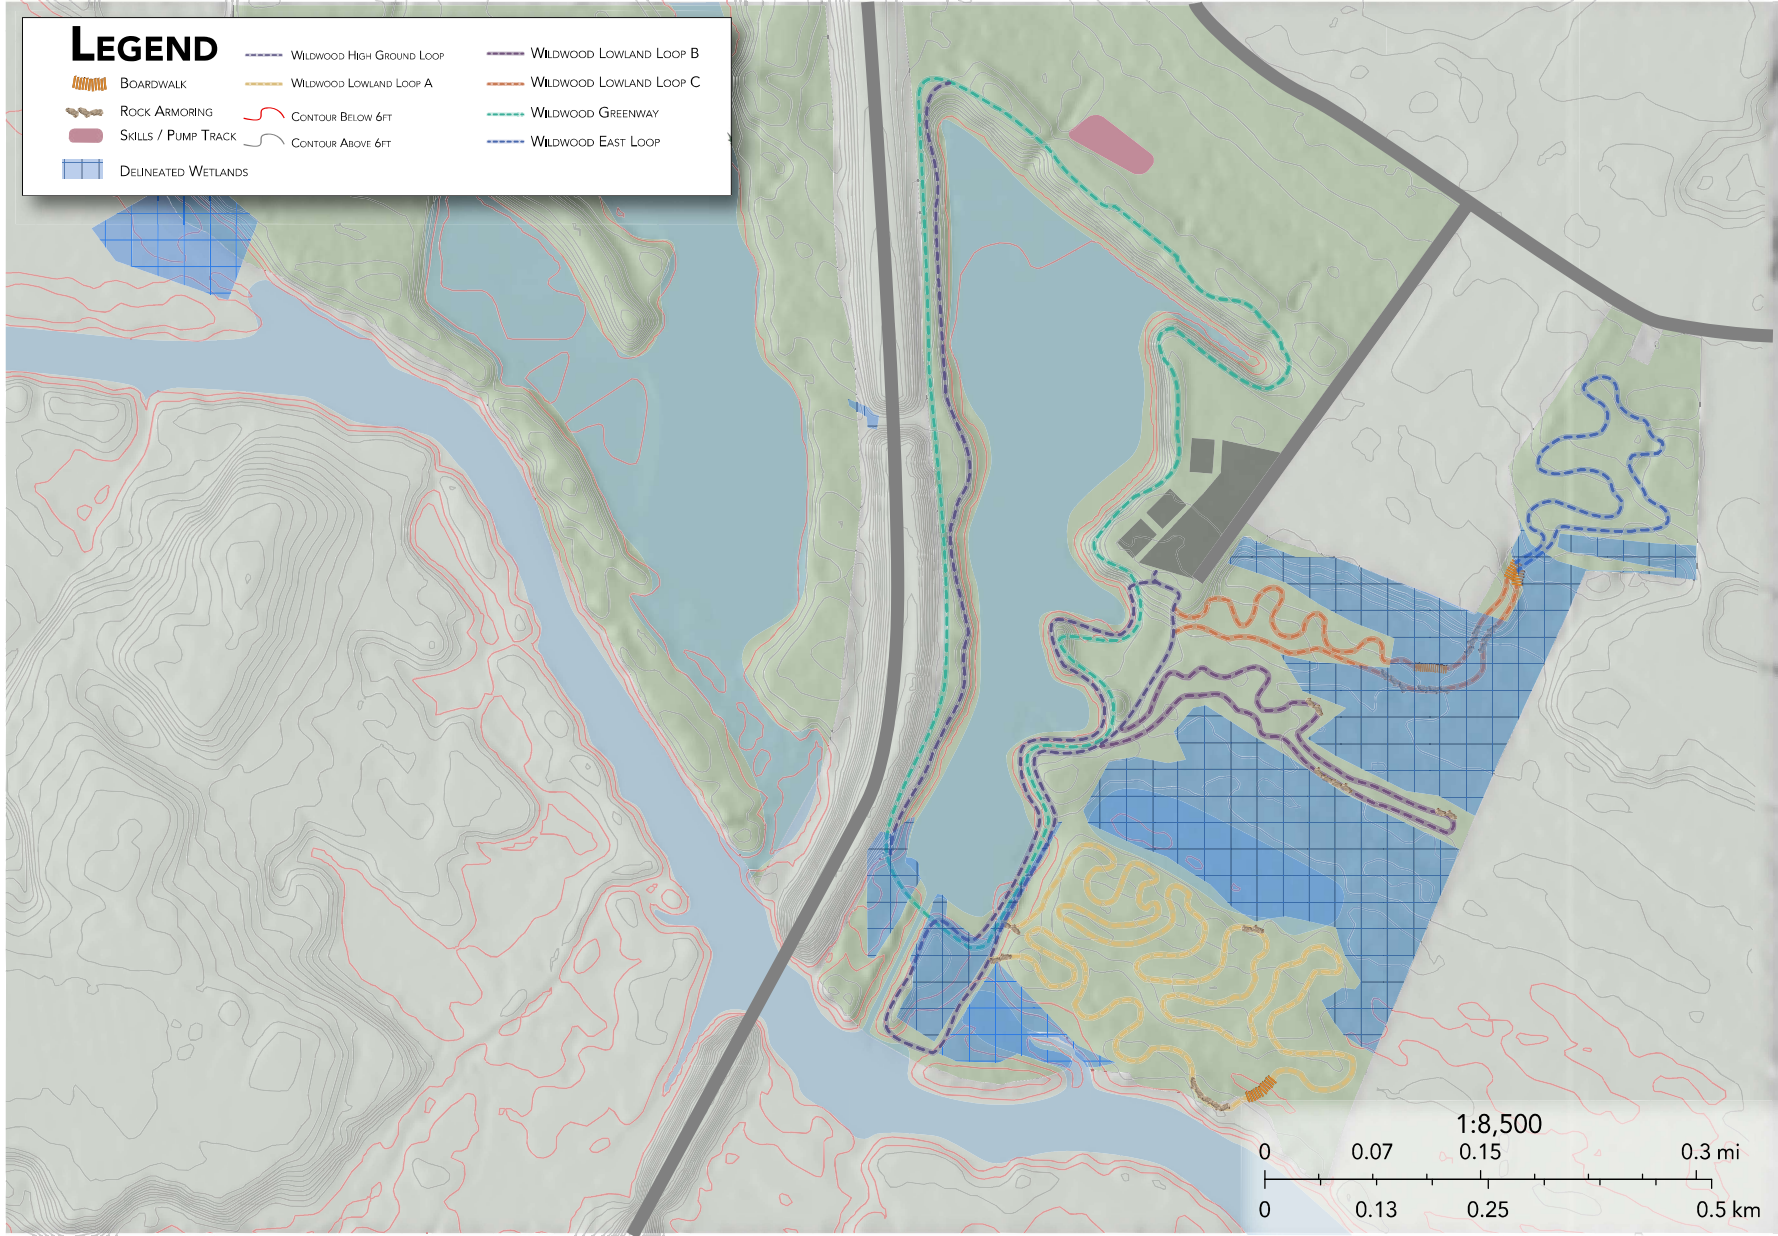 LEGEND
BOARDWALK
ROCK ARMORING
SKILLS / PUMP TRACK
DELINEATED WETLANDS
WILDWOOD HIGH GROUND LOOP
WILDWOOD LOWLAND LOOP A
CONTOUR BELOW 6FT
CONTOUR ABOVE 6FT
WILDWOOD LOWLAND LOOP B
WILDWOOD LOWLAND LOOP C
WILDWOOD GREENWAY
WILDWOOD EAST LOOP
1:8,500
0 0.07 0.15 0.3 mi
0 0.13 0.25 0.5 km